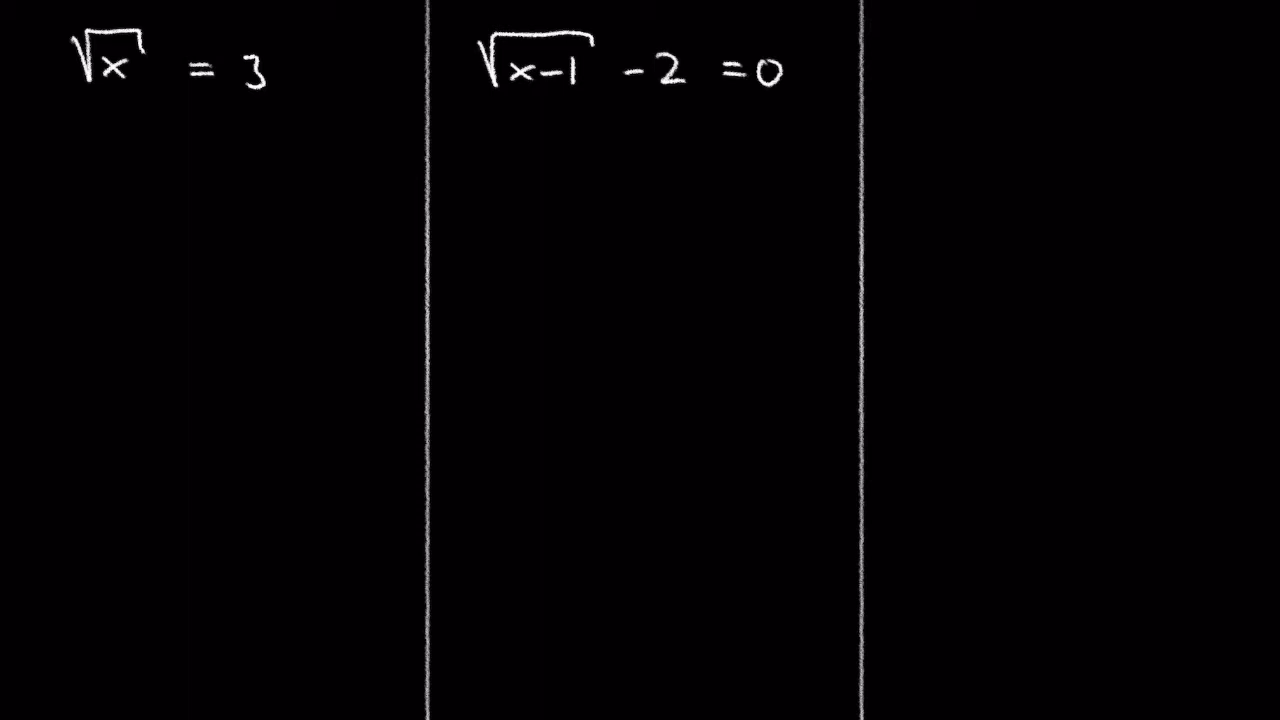 √x = 3
√x-1 - 2 = 0